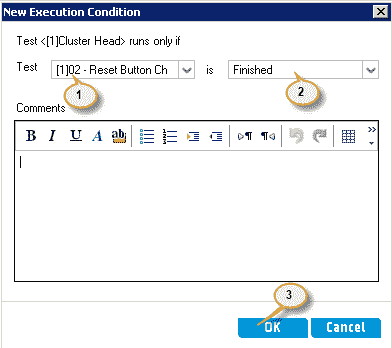 New Execution Condition
Test <[1]Cluster Head> runs only if
Test [1]02 - Reset Button Ch is Finished
1 2
Comments
B I U A ab
3
OK Cancel